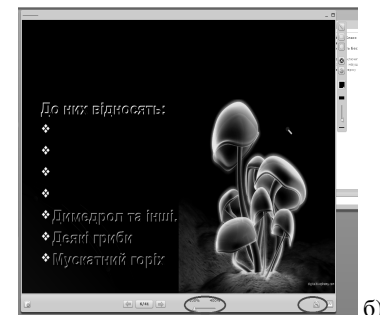 До них відносять:
❖
❖
❖
❖
❖Димедрол та інші.
❖Деякі гриби
❖Мускатний горіх
б)